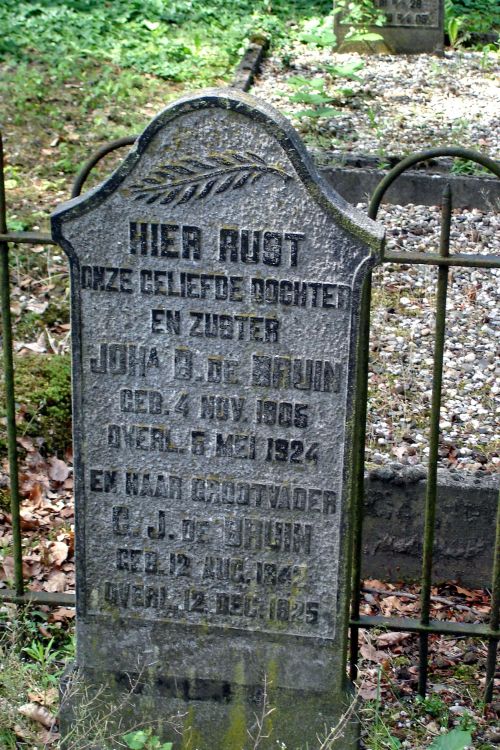 HIER RUST
ONZE GELIEFDE DOCHTER
EN ZUSTER
JOHA. B. DE BRUIN
GEB. 4 NOV. 1905
OVERL. 5 MEI 1924
EN HAAR GROOTVADER
C. J. DE BRUIN
GEB. 12 AUG. 1842
OVERL. 12 DEC. 1925